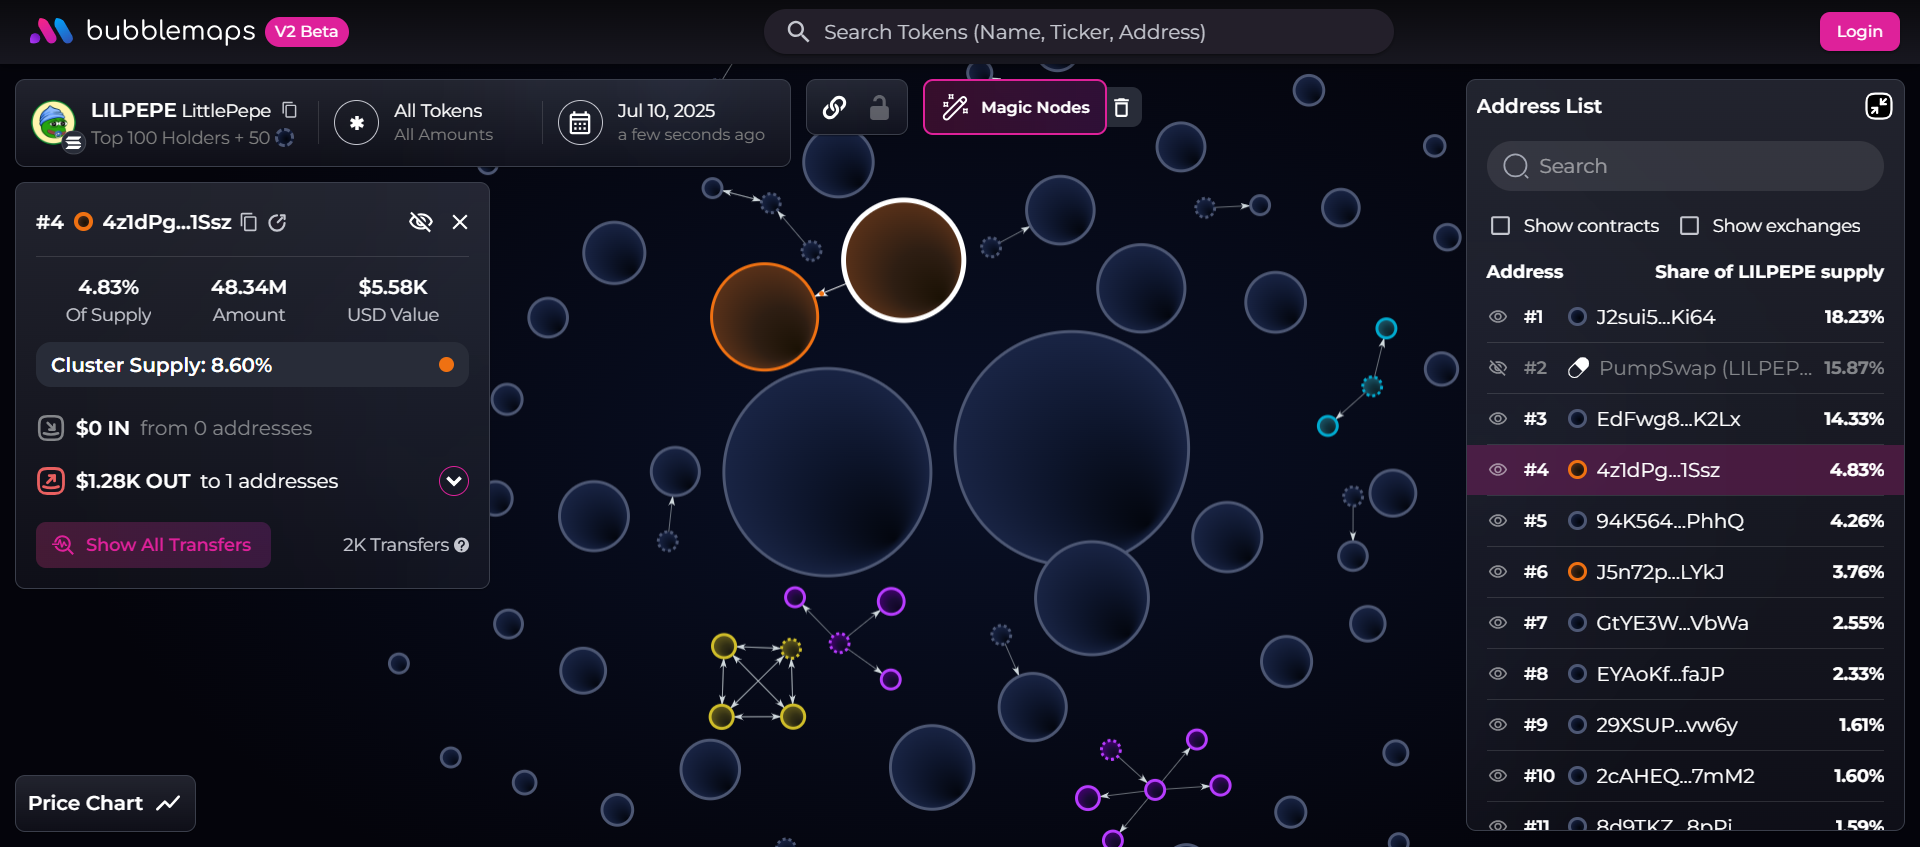 bubblemaps V2 Beta
Search Tokens (Name, Ticker, Address)
Login
LILPEPE LittlePepe
Top 100 Holders + 50
All Tokens
All Amounts
Jul 10, 2025
a few seconds ago
Magic Nodes
#4 4z1dPg...1Ssz
4.83% 48.34M $5.58K
Of Supply Amount USD Value
Cluster Supply: 8.60%
$0 IN from 0 addresses
$1.28K OUT to 1 addresses
Show All Transfers 2K Transfers ?
Price Chart
Address List
Search
Show contracts Show exchanges
Address Share of LILPEPE supply
#1 J2sui5...Ki64 18.23%
#2 PumpSwap (LILPEP... 15.87%
#3 EdFwg8...K2Lx 14.33%
#4 4z1dPg...1Ssz 4.83%
#5 94K564...PhhQ 4.26%
#6 J5n72p...LYkJ 3.76%
#7 GtYE3W...VbWa 2.55%
#8 EYAoKf...faJP 2.33%
#9 29XSUP...vw6y 1.61%
#10 2cAHEQ...7mM2 1.60%
#11 1.59%